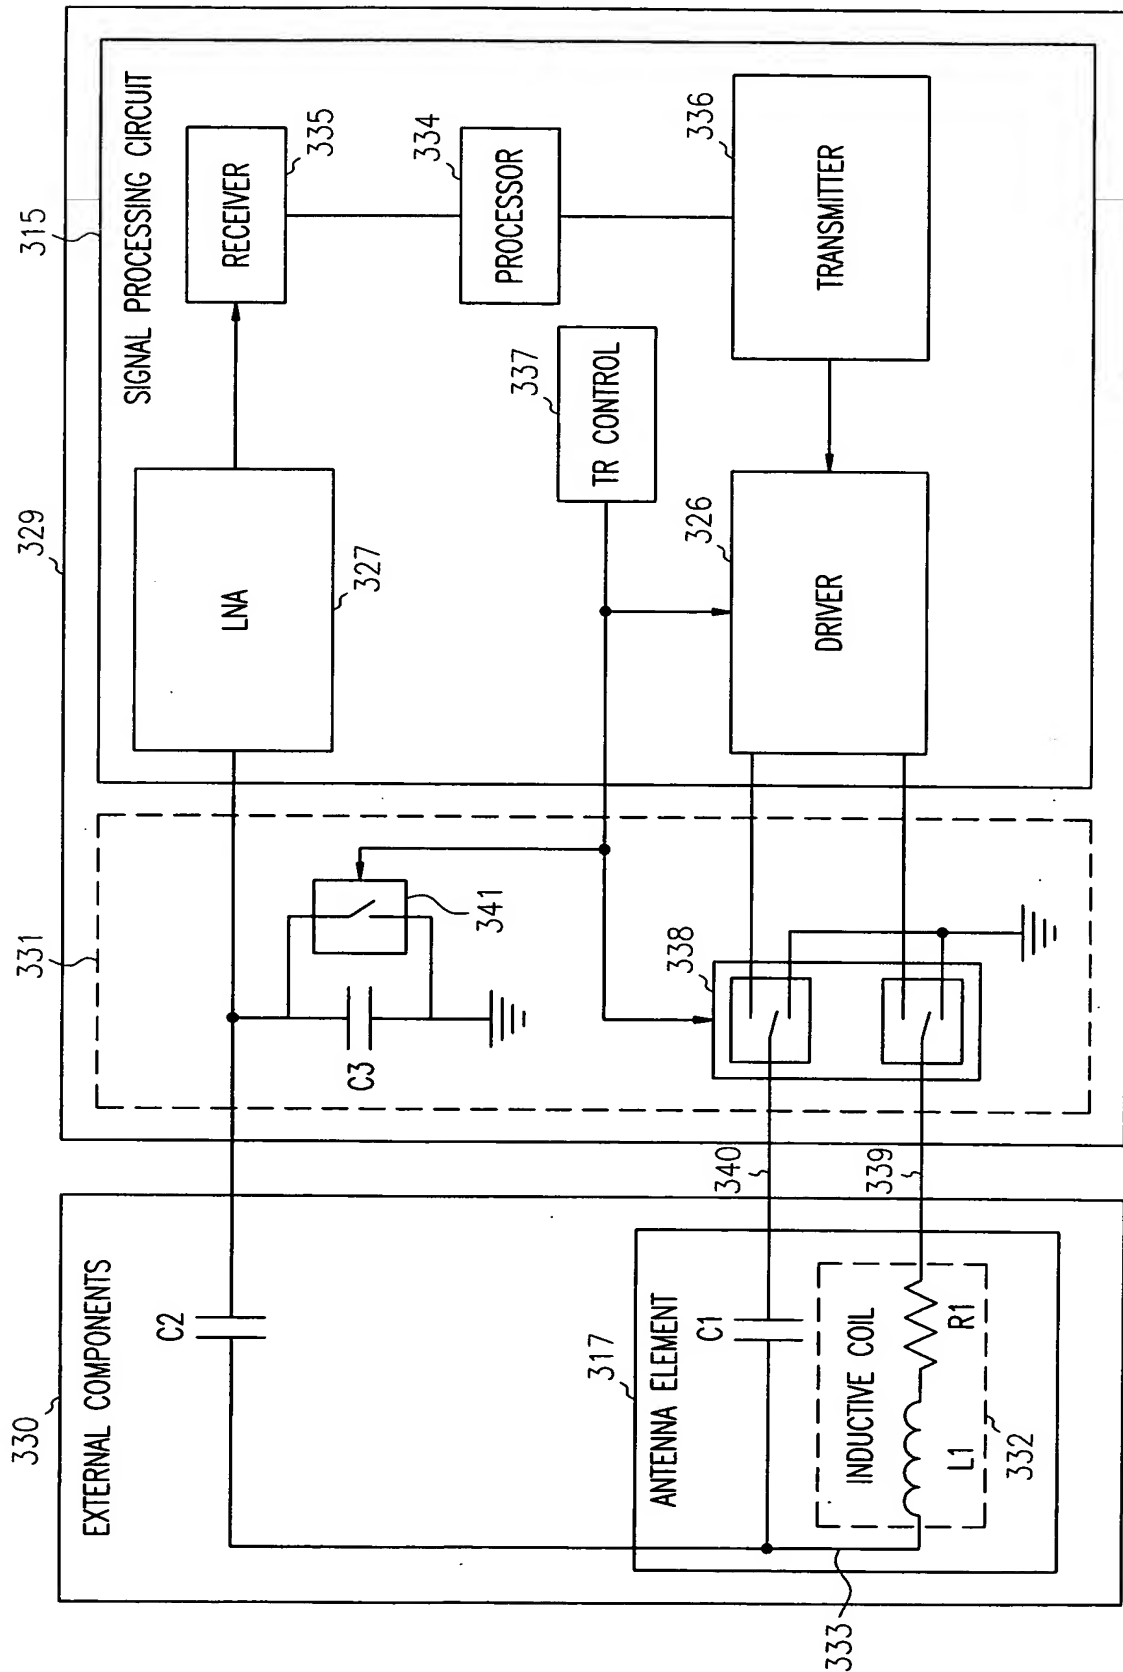 330
EXTERNAL COMPONENTS
C2
317
ANTENNA ELEMENT
C1
INDUCTIVE COIL
L1
R1
332
333
340
339
329
331
C3
341
338
315
SIGNAL PROCESSING CIRCUIT
LNA
327
RECEIVER
335
PROCESSOR
334
TR CONTROL
337
DRIVER
326
TRANSMITTER
336